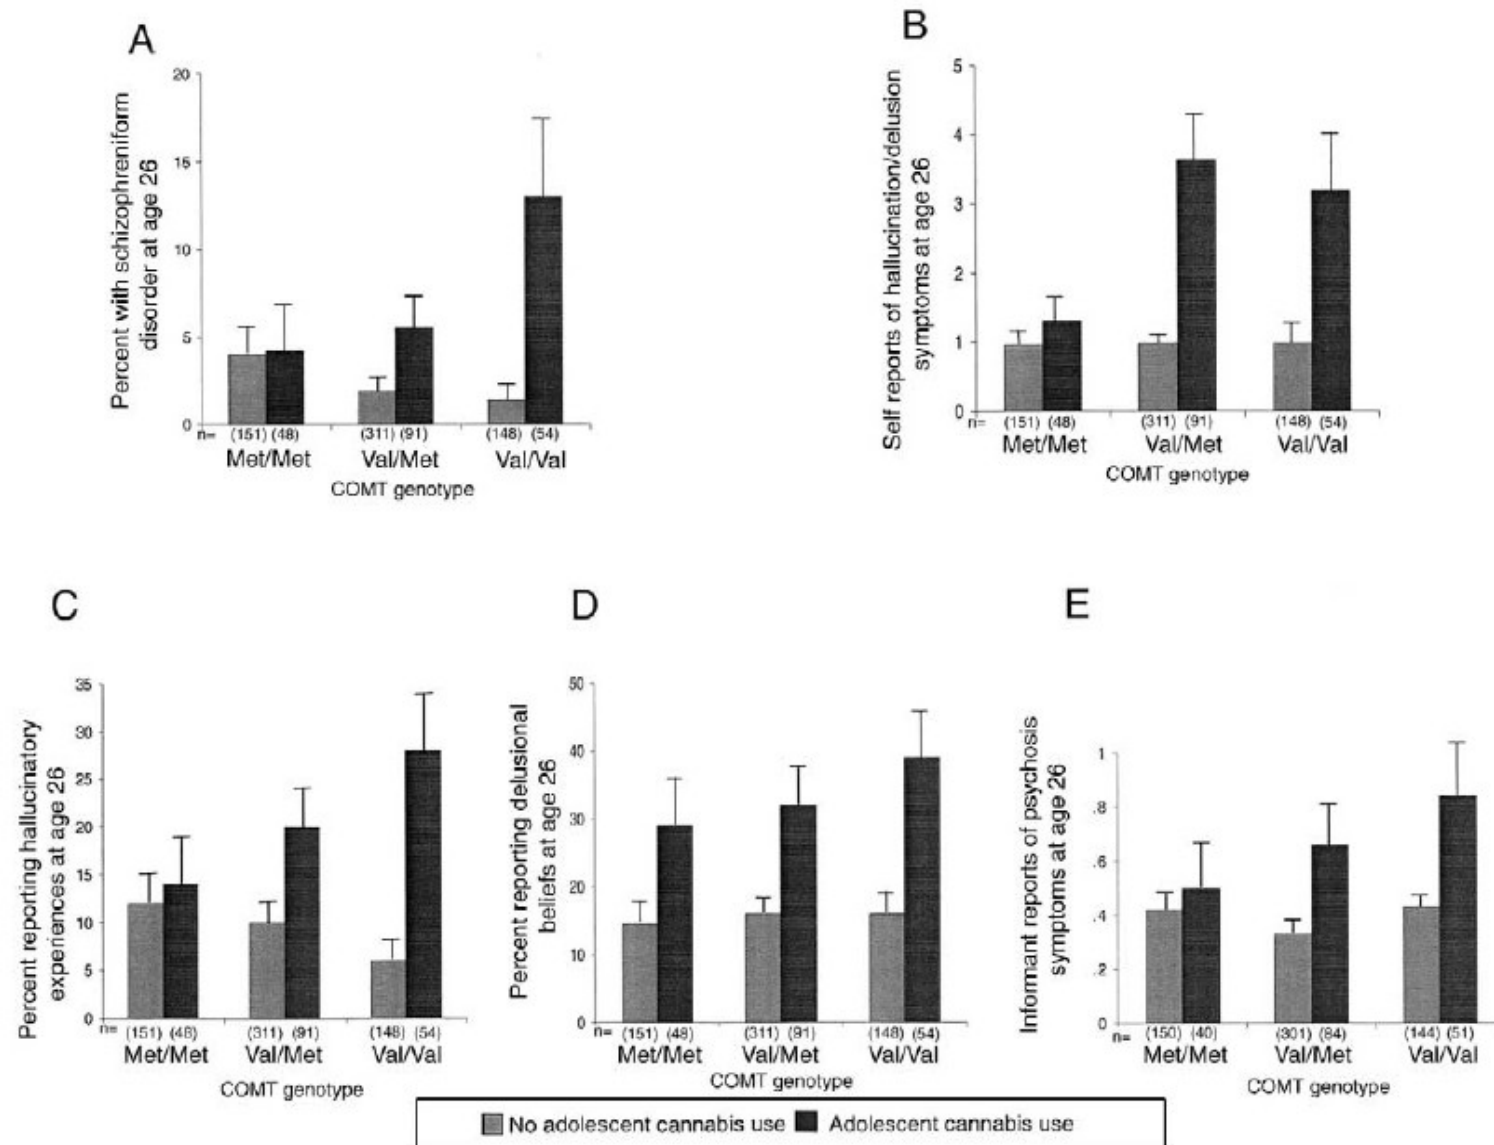 A
Percent with schizophreniform
disorder at age 26
20
15
10
5
0
n= (151) (48) (311) (91) (148) (54)
Met/Met Val/Met Val/Val
COMT genotype
B
Self reports of hallucination/delusion
symptoms at age 26
5
4
3
2
1
0
n= (151) (48) (311) (91) (148) (54)
Met/Met Val/Met Val/Val
COMT genotype
C
Percent reporting hallucinatory
experiences at age 26
35
30
25
20
15
10
5
0
n= (151) (48) (311) (91) (148) (54)
Met/Met Val/Met Val/Val
COMT genotype
D
Percent reporting delusional
beliefs at age 26
50
40
30
20
10
0
n= (151) (48) (311) (91) (148) (54)
Met/Met Val/Met Val/Val
COMT genotype
E
Informant reports of psychosis
symptoms at age 26
1
.8
.6
.4
.2
0
n= (150) (40) (301) (84) (144) (51)
Met/Met Val/Met Val/Val
COMT genotype
No adolescent cannabis use Adolescent cannabis use